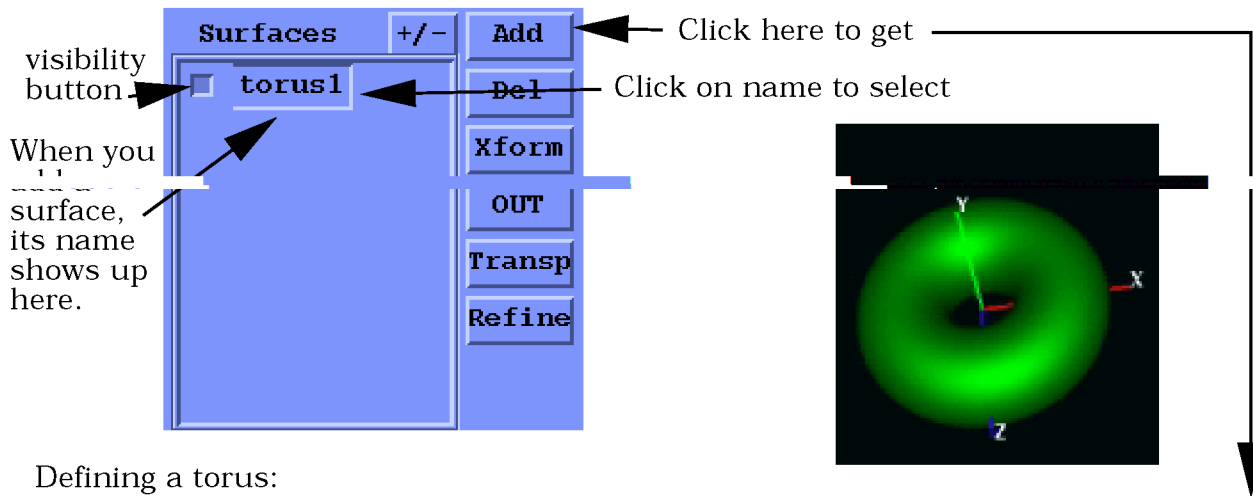 Surfaces +/- Add
Click here to get
visibility
button
torus1
Del
Click on name to select
When you
add a
surface,
its name
shows up
here.
Xform
OUT
Transp
Refine
Y
X
Z
Defining a torus: